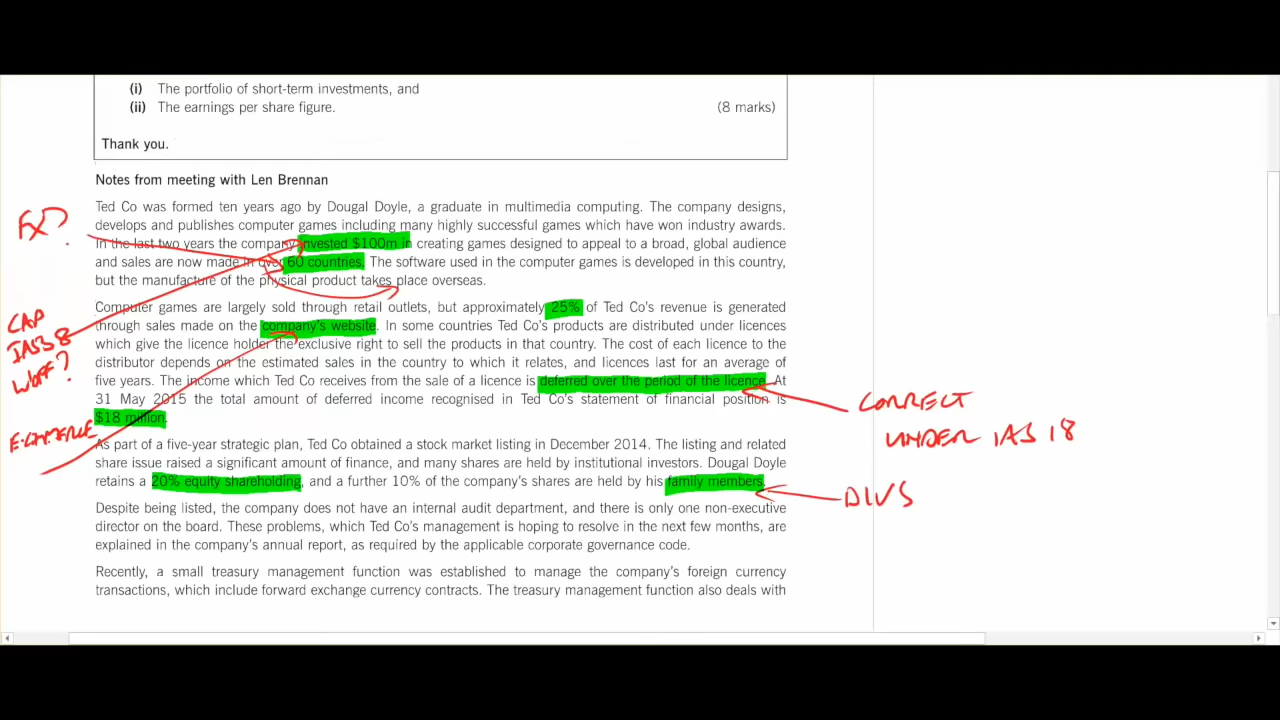 (i) The portfolio of short-term investments, and
(ii) The earnings per share figure. (8 marks)
Thank you.
Notes from meeting with Len Brennan
Ted Co was formed ten years ago by Dougal Doyle, a graduate in multimedia computing. The company designs,
develops and publishes computer games including many highly successful games which have won industry awards.
In the last two years the company invested $100m in creating games designed to appeal to a broad, global audience
and sales are now made in over 60 countries. The software used in the computer games is developed in this country,
but the manufacture of the physical product takes place overseas.
Computer games are largely sold through retail outlets, but approximately 25% of Ted Co's revenue is generated
through sales made on the company's website. In some countries Ted Co's products are distributed under licences
which give the licence holder the exclusive right to sell the products in that country. The cost of each licence to the
distributor depends on the estimated sales in the country to which it relates, and licences last for an average of
five years. The income which Ted Co receives from the sale of a licence is deferred over the period of the licence. At
31 May 2015 the total amount of deferred income recognised in Ted Co's statement of financial position is
$18 million.
As part of a five-year strategic plan, Ted Co obtained a stock market listing in December 2014. The listing and related
share issue raised a significant amount of finance, and many shares are held by institutional investors. Dougal Doyle
retains a 20% equity shareholding, and a further 10% of the company's shares are held by his family members.
Despite being listed, the company does not have an internal audit department, and there is only one non-executive
director on the board. These problems, which Ted Co's management is hoping to resolve in the next few months, are
explained in the company's annual report, as required by the applicable corporate governance code.
Recently, a small treasury management function was established to manage the company's foreign currency
transactions, which include forward exchange currency contracts. The treasury management function also deals with
FX?
CAP
IAS38
W/OFF?
E-COMMERCE
CORRECT
UNDER IAS 18
DIVS